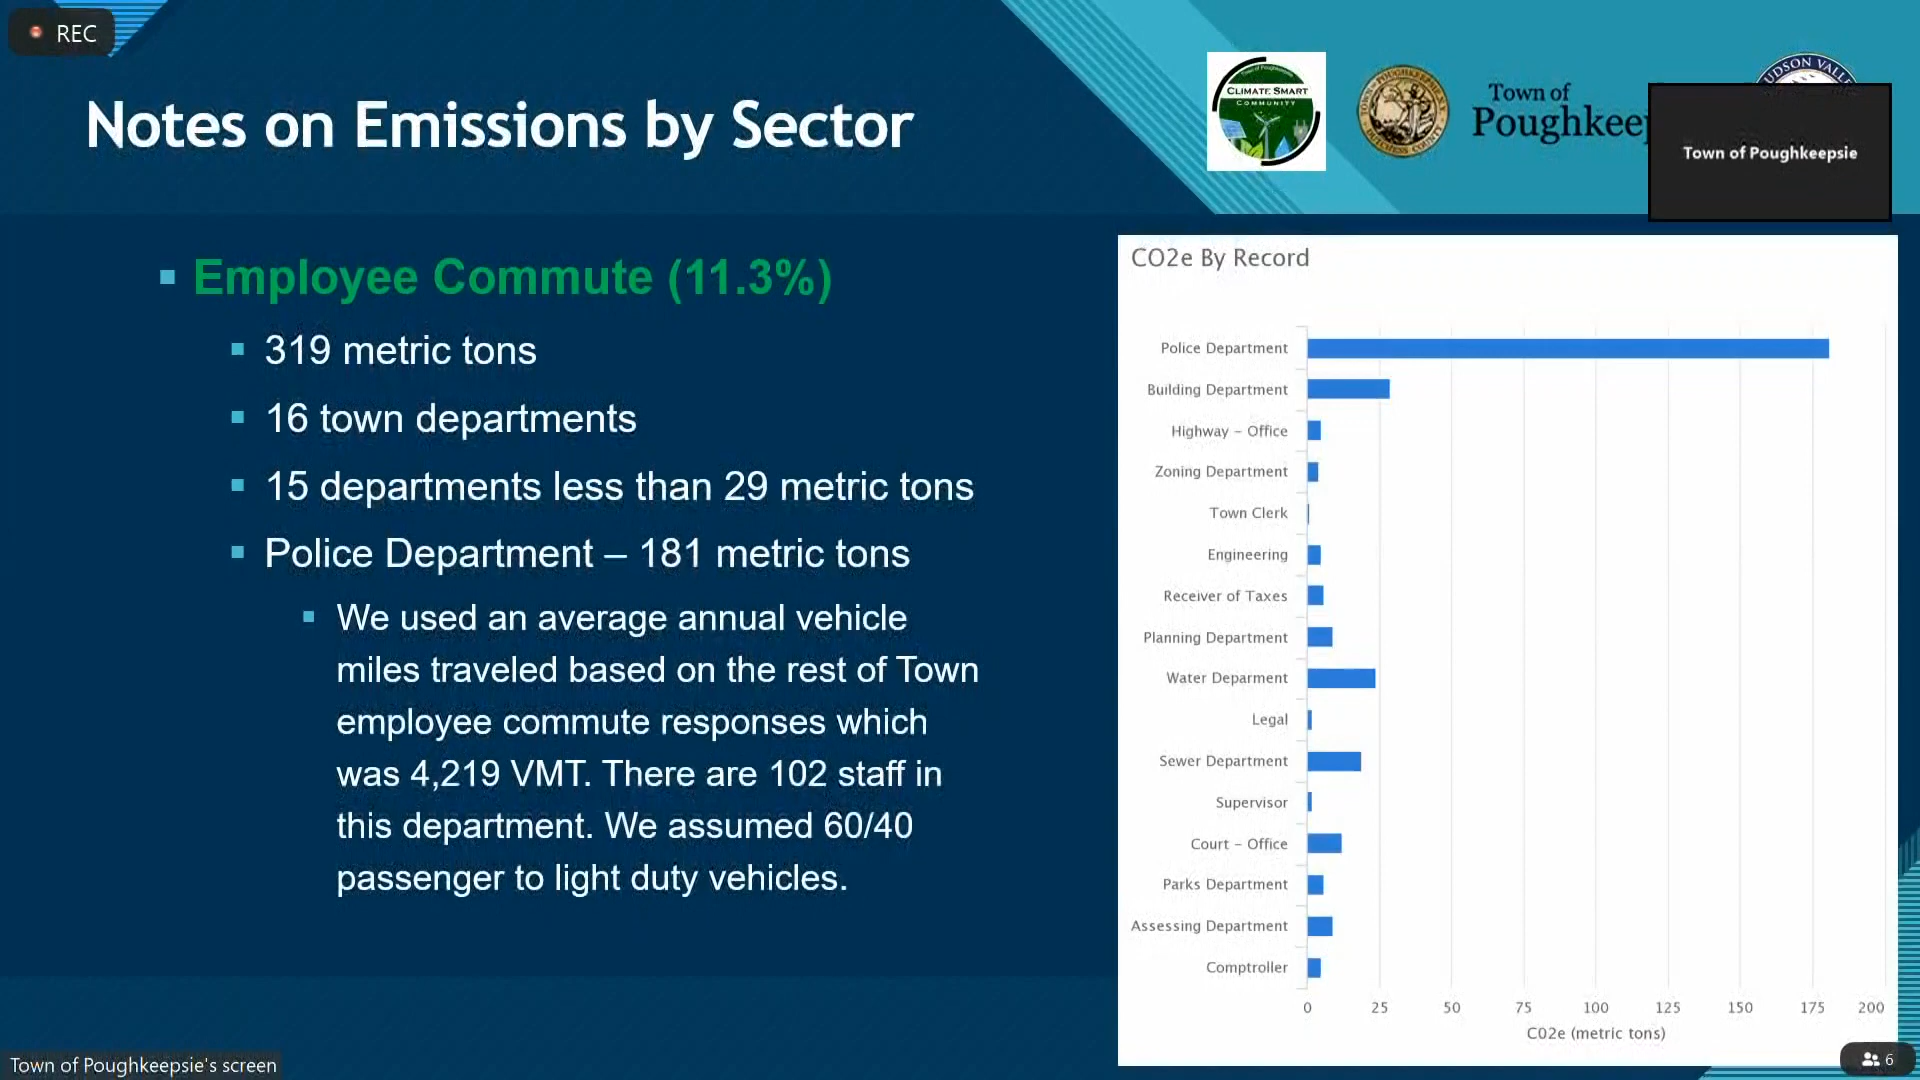 REC
Notes on Emissions by Sector
CLIMATE SMART
COMMUNITY
Town of
Poughkeep
Town of Poughkeepsie
▪ Employee Commute (11.3%)
▪ 319 metric tons
▪ 16 town departments
▪ 15 departments less than 29 metric tons
▪ Police Department – 181 metric tons
▪ We used an average annual vehicle
miles traveled based on the rest of Town
employee commute responses which
was 4,219 VMT. There are 102 staff in
this department. We assumed 60/40
passenger to light duty vehicles.
CO2e By Record
Police Department
Building Department
Highway – Office
Zoning Department
Town Clerk
Engineering
Receiver of Taxes
Planning Department
Water Deparment
Legal
Sewer Department
Supervisor
Court – Office
Parks Department
Assessing Department
Comptroller
0 25 50 75 100 125 150 175 200
C02e (metric tons)
Town of Poughkeepsie's screen
6